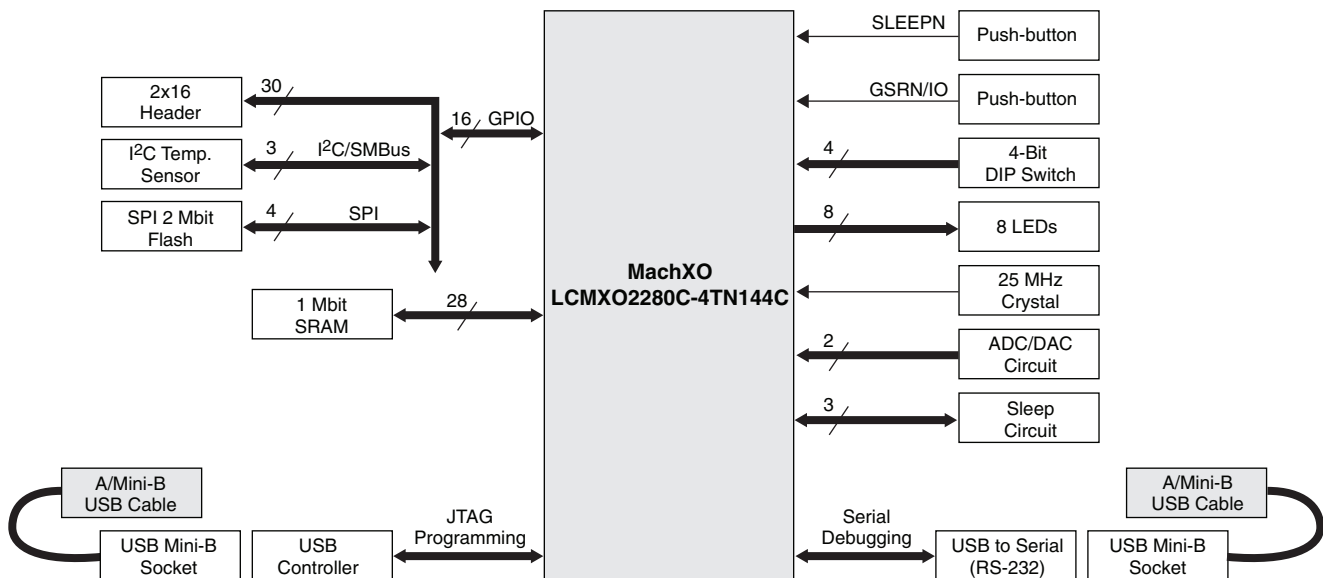 SLEEPN
Push-button
30
2x16
Header
GSRN/IO
Push-button
16 GPIO
3 I²C/SMBus
I²C Temp.
Sensor
4
4-Bit
DIP Switch
4 SPI
SPI 2 Mbit
Flash
8
8 LEDs
MachXO
LCMXO2280C-4TN144C
25 MHz
Crystal
28
1 Mbit
SRAM
2
ADC/DAC
Circuit
3
Sleep
Circuit
A/Mini-B
USB Cable
A/Mini-B
USB Cable
USB Mini-B
Socket
USB
Controller
JTAG
Programming
Serial
Debugging
USB to Serial
(RS-232)
USB Mini-B
Socket